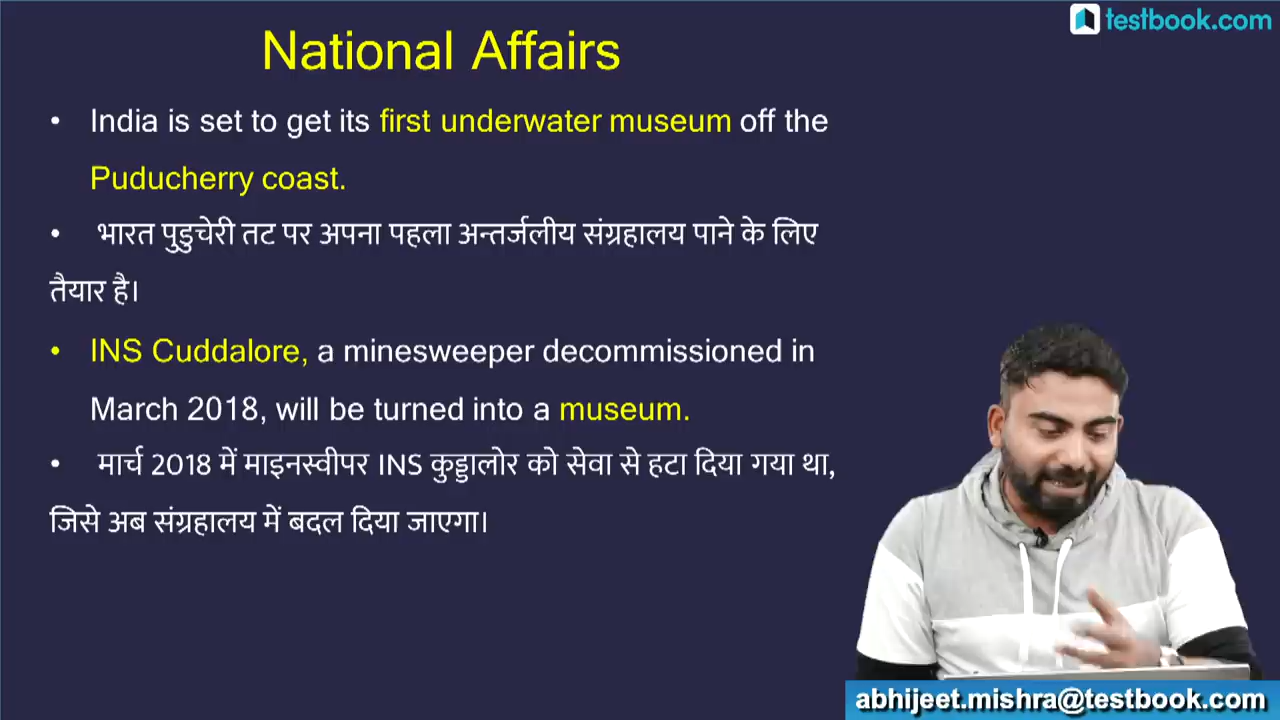 testbook.com
National Affairs
• India is set to get its first underwater museum off the
Puducherry coast.
• भारत पुडुचेरी तट पर अपना पहला अन्तर्जलीय संग्रहालय पाने के लिए
तैयार है।
• INS Cuddalore, a minesweeper decommissioned in
March 2018, will be turned into a museum.
• मार्च 2018 में माइनस्वीपर INS कुड्डालोर को सेवा से हटा दिया गया था,
जिसे अब संग्रहालय में बदल दिया जाएगा।
abhijeet.mishra@testbook.com